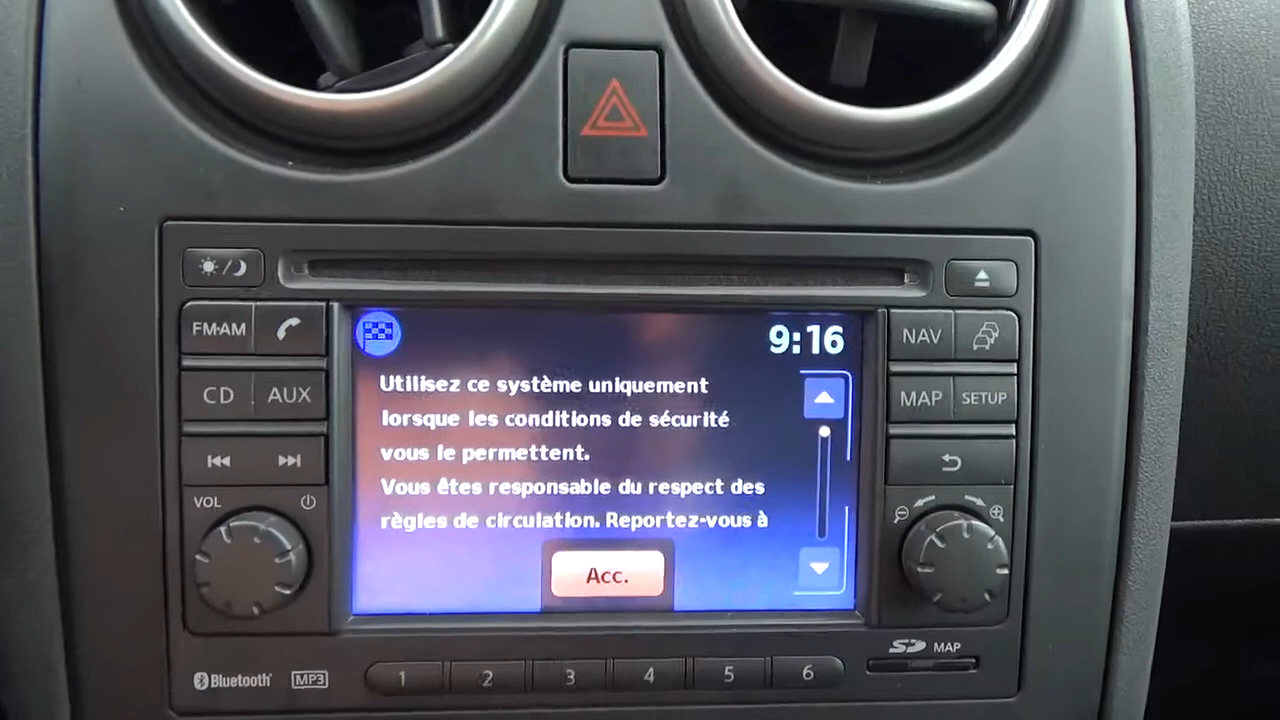 FM·AM
CD AUX
VOL
9:16
Utilisez ce système uniquement
lorsque les conditions de sécurité
vous le permettent.
Vous êtes responsable du respect des
règles de circulation. Reportez-vous à
Acc.
NAV
MAP SETUP
SD MAP
Bluetooth MP3
1 2 3 4 5 6